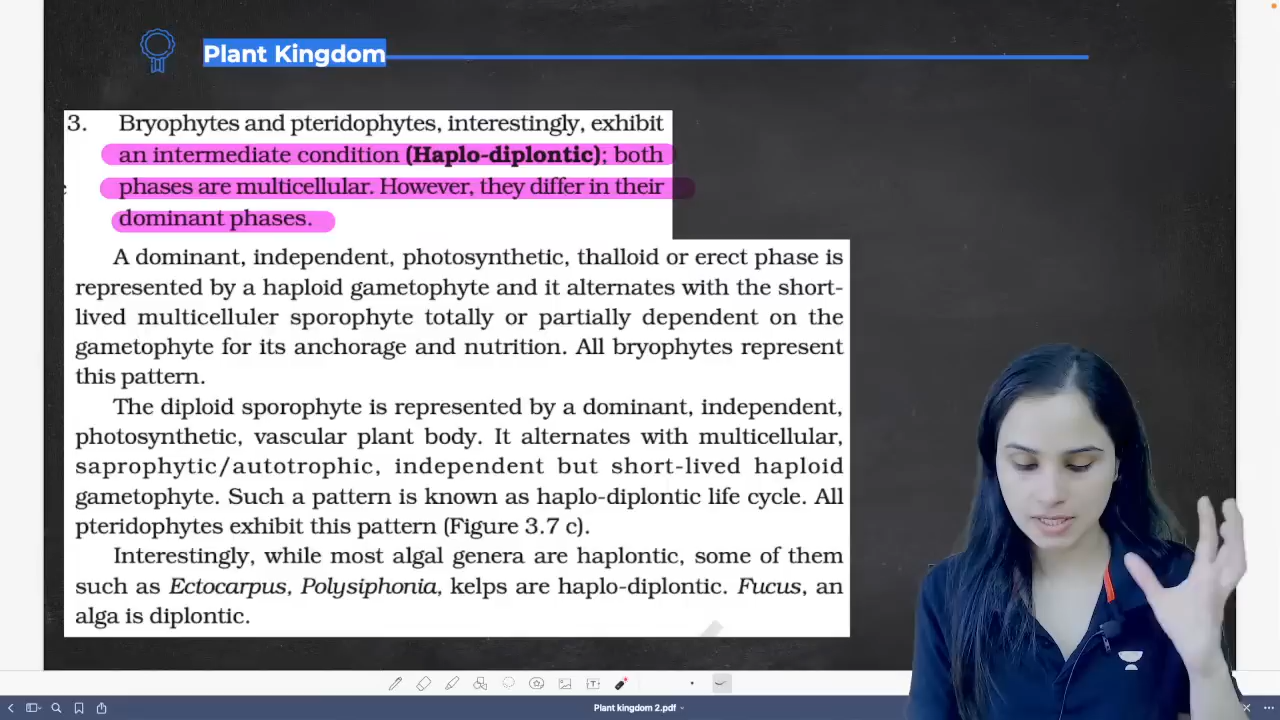 Plant Kingdom
3. Bryophytes and pteridophytes, interestingly, exhibit
an intermediate condition (Haplo-diplontic); both
phases are multicellular. However, they differ in their
dominant phases.
A dominant, independent, photosynthetic, thalloid or erect phase is
represented by a haploid gametophyte and it alternates with the short-
lived multicelluler sporophyte totally or partially dependent on the
gametophyte for its anchorage and nutrition. All bryophytes represent
this pattern.
The diploid sporophyte is represented by a dominant, independent,
photosynthetic, vascular plant body. It alternates with multicellular,
saprophytic/autotrophic, independent but short-lived haploid
gametophyte. Such a pattern is known as haplo-diplontic life cycle. All
pteridophytes exhibit this pattern (Figure 3.7 c).
Interestingly, while most algal genera are haplontic, some of them
such as Ectocarpus, Polysiphonia, kelps are haplo-diplontic. Fucus, an
alga is diplontic.
Plant kingdom 2.pdf